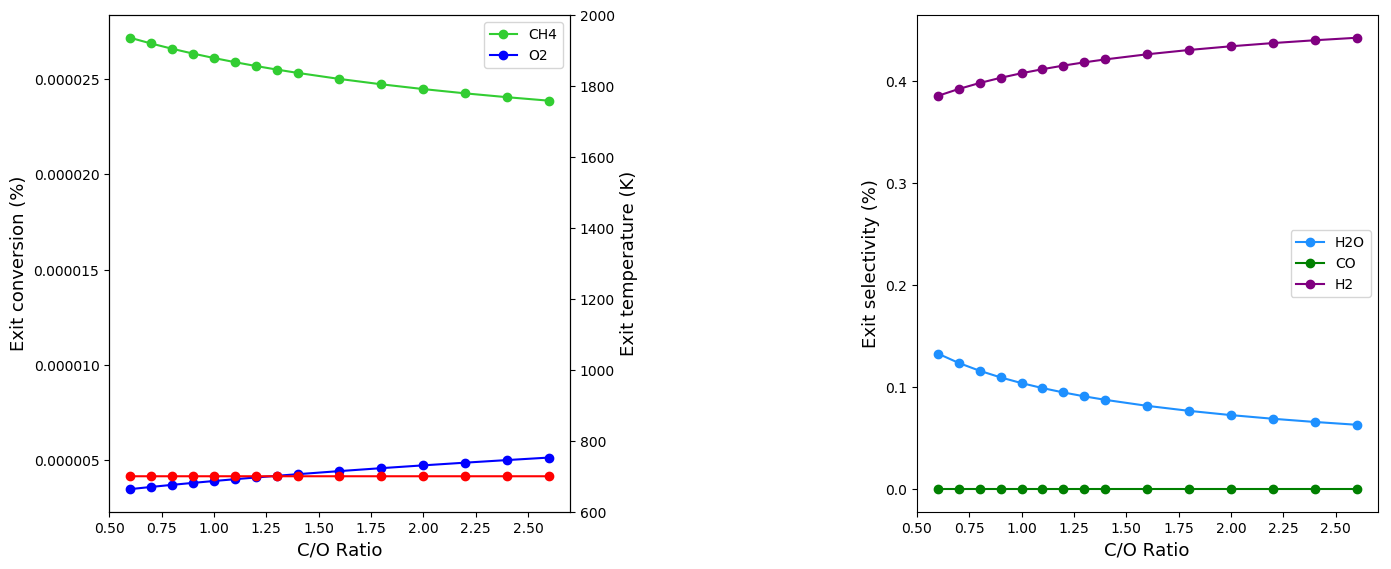 CH4
O2
0.000025
0.000020
0.000015
0.000010
0.000005
Exit conversion (%)
2000
1800
1600
1400
1200
1000
800
600
Exit temperature (K)
0.50 0.75 1.00 1.25 1.50 1.75 2.00 2.25 2.50
C/O Ratio
0.4
0.3
0.2
0.1
0.0
Exit selectivity (%)
H2O
CO
H2
0.50 0.75 1.00 1.25 1.50 1.75 2.00 2.25 2.50
C/O Ratio